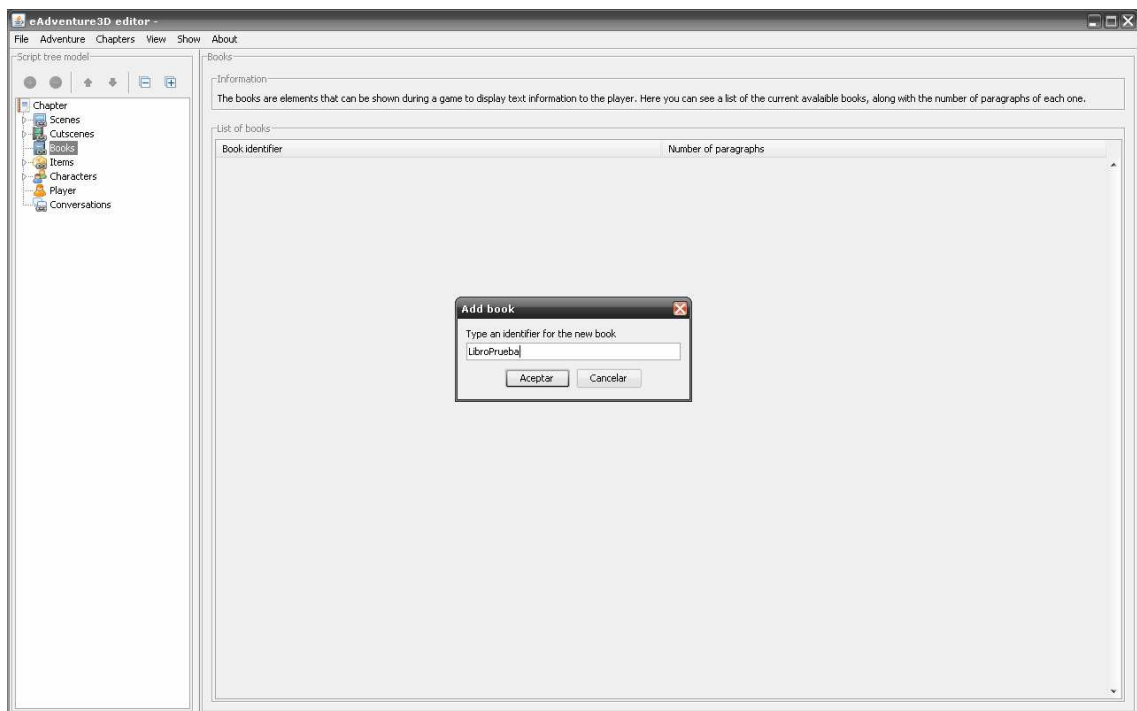 eAdventure3D editor -
File Adventure Chapters View Show About
Script tree model
Chapter
Scenes
Cutscenes
Books
Items
Characters
Player
Conversations
Books
Information
The books are elements that can be shown during a game to display text information to the player. Here you can see a list of the current avalaible books, along with the number of paragraphs of each one.
List of books
Book identifier Number of paragraphs
Add book
Type an identifier for the new book
LibroPrueba
Aceptar Cancelar